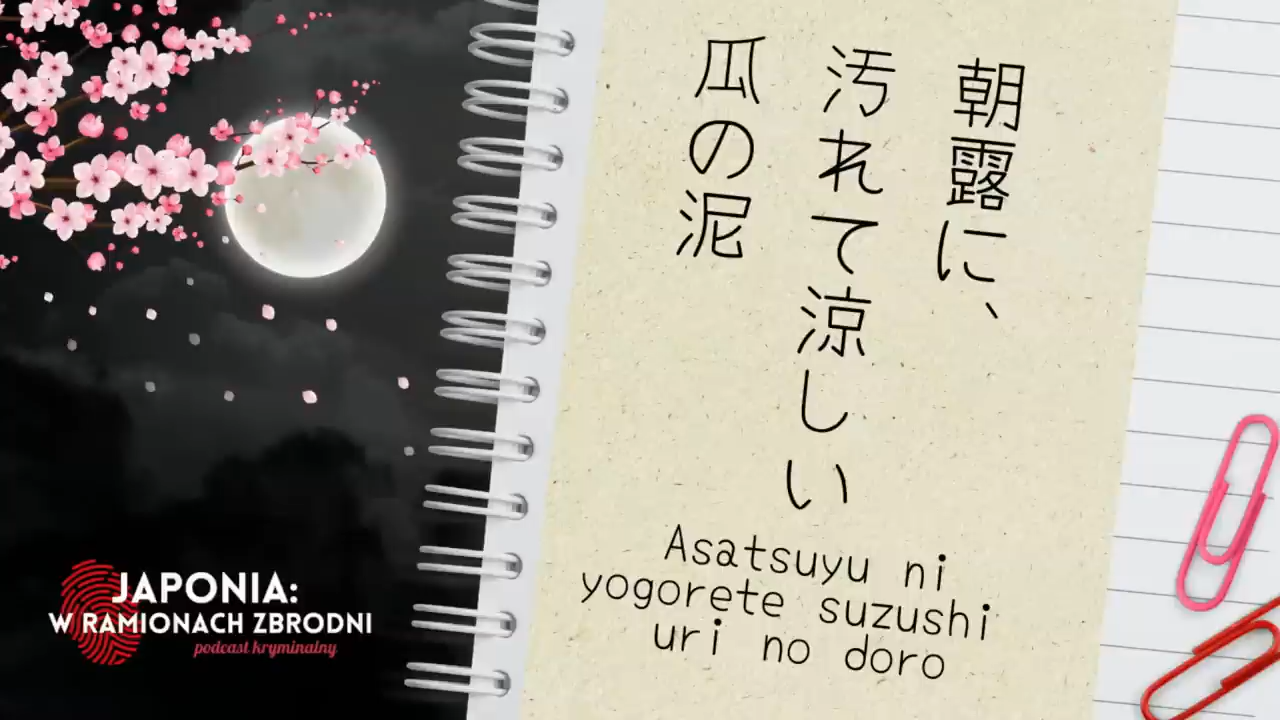 朝露に、
汚れて涼しい
瓜の泥
Asatsuyu ni
yogorete suzushi
uri no doro
JAPONIA:
W RAMIONACH ZBRODNI
podcast kryminalny